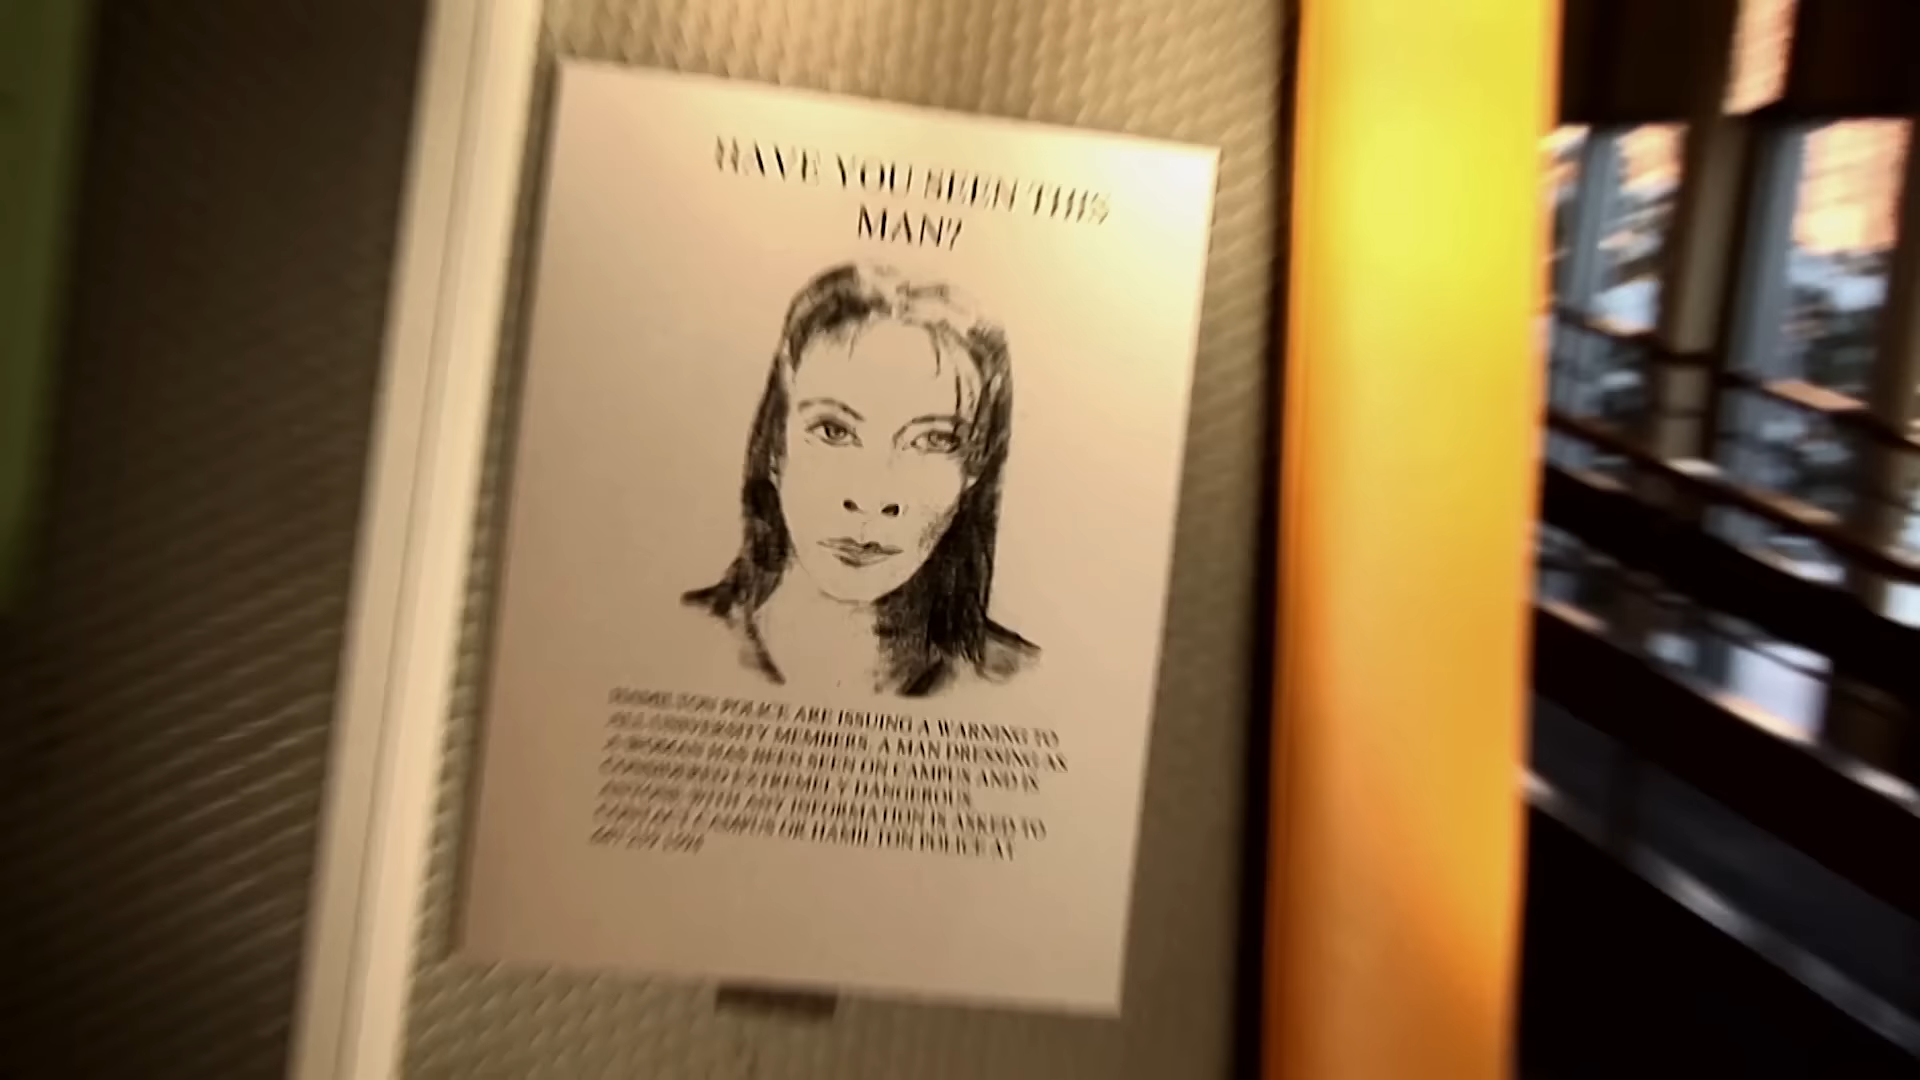 HAVE YOU SEEN THIS
MAN?
HAMILTON POLICE ARE ISSUING A WARNING TO
ALL UNIVERSITY MEMBERS. A MAN DRESSING AS
A WOMAN HAS BEEN SEEN ON CAMPUS AND IS
CONSIDERED EXTREMELY DANGEROUS.
ANYONE WITH ANY INFORMATION IS ASKED TO
CONTACT CAMPUS OR HAMILTON POLICE AT